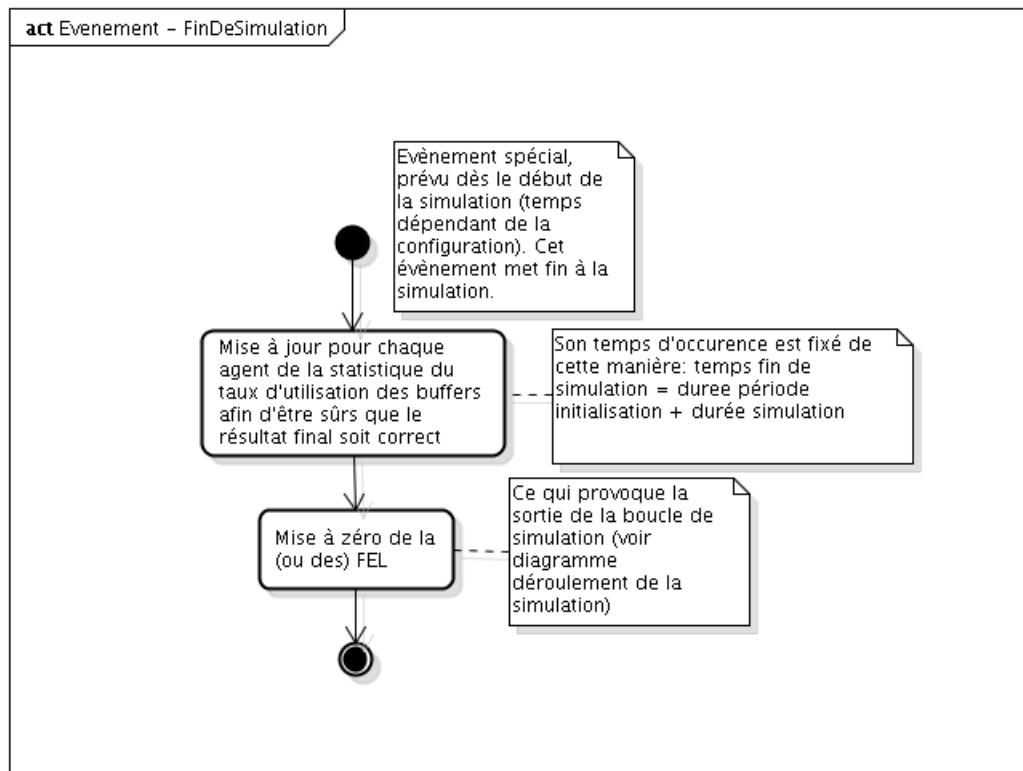 act Evenement – FinDeSimulation
Evènement spécial,
prévu dès le début de
la simulation (temps
dépendant de la
configuration). Cet
évènement met fin à la
simulation.
Mise à jour pour chaque
agent de la statistique du
taux d'utilisation des buffers
afin d'être sûrs que le
résultat final soit correct
Son temps d'occurence est fixé de
cette manière: temps fin de
simulation = duree période
initialisation + durée simulation
Mise à zéro de la
(ou des) FEL
Ce qui provoque la
sortie de la boucle de
simulation (voir
diagramme
déroulement de la
simulation)